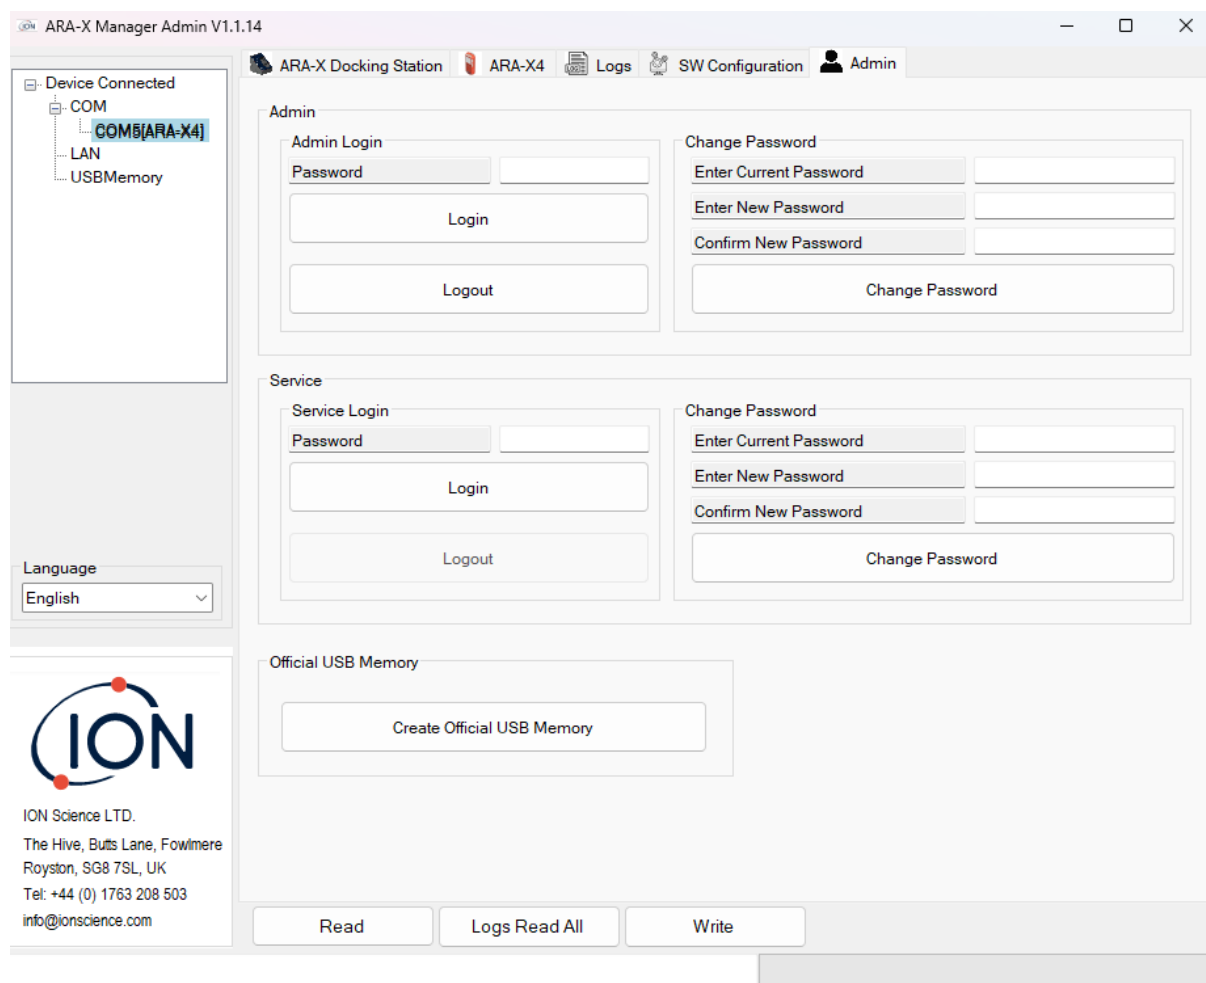 ION ARA-X Manager Admin V1.1.14
Device Connected
COM
COM5[ARA-X4]
LAN
USBMemory
ARA-X Docking Station
ARA-X4
Logs
SW Configuration
Admin
Admin
Admin Login
Password
Login
Logout
Change Password
Enter Current Password
Enter New Password
Confirm New Password
Change Password
Service
Service Login
Password
Login
Logout
Change Password
Enter Current Password
Enter New Password
Confirm New Password
Change Password
Official USB Memory
Create Official USB Memory
Language
English
ION
ION Science LTD.
The Hive, Butts Lane, Fowlmere
Royston, SG8 7SL, UK
Tel: +44 (0) 1763 208 503
info@ionscience.com
Read
Logs Read All
Write